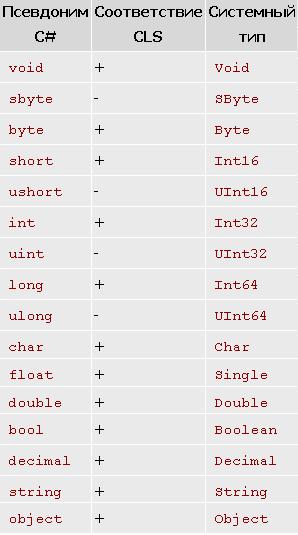 Псевдоним Соответствие Системный
C# CLS тип
void + Void
sbyte - SByte
byte + Byte
short + Int16
ushort - UInt16
int + Int32
uint - UInt32
long + Int64
ulong - UInt64
char + Char
float + Single
double + Double
bool + Boolean
decimal + Decimal
string + String
object + Object